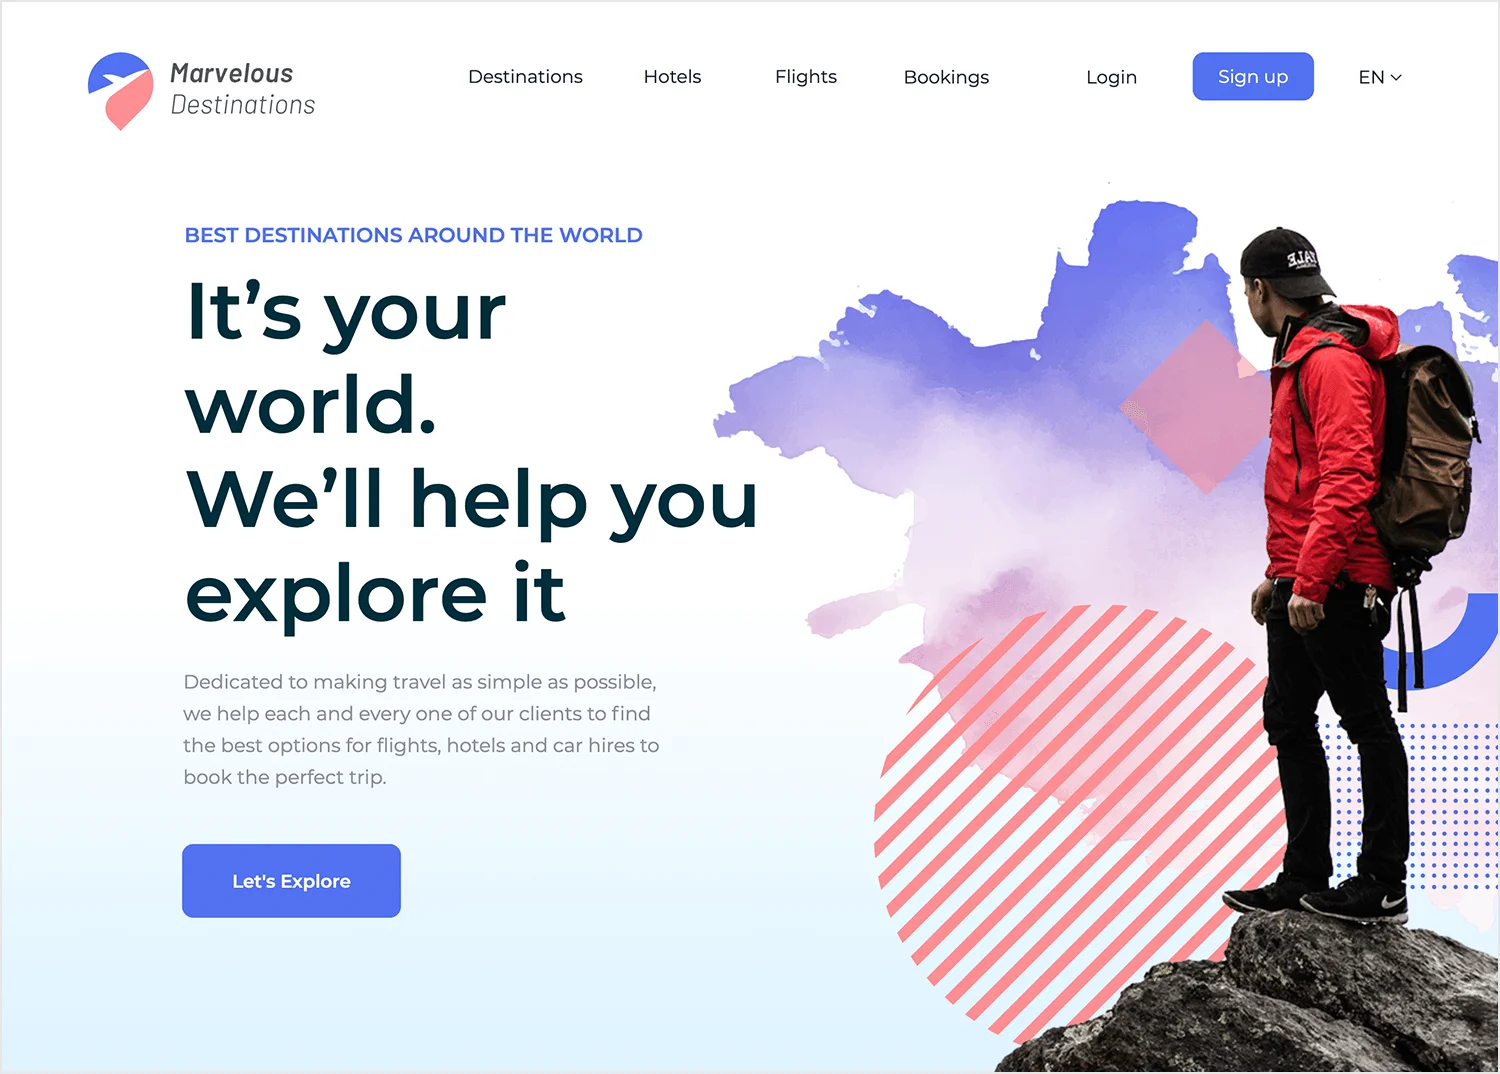 Marvelous
Destinations
Destinations
Hotels
Flights
Bookings
Login
Sign up
EN
BEST DESTINATIONS AROUND THE WORLD
It’s your
world.
We’ll help you
explore it
Dedicated to making travel as simple as possible,
we help each and every one of our clients to find
the best options for flights, hotels and car hires to
book the perfect trip.
Let's Explore